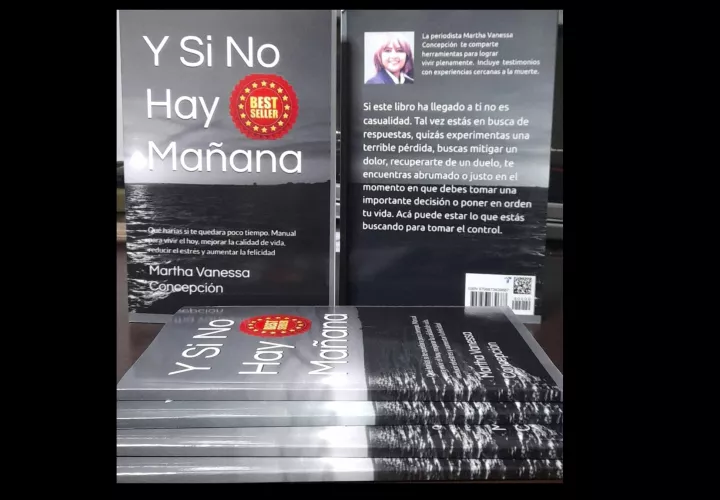 Y Si No
Hay
BEST
SELLER
Mañana
Qué harías si te quedara poco tiempo. Manual
para vivir el hoy, mejorar la calidad de vida,
reducir el estrés y aumentar la felicidad
Martha Vanessa
Concepción
La periodista Martha Vanessa
Concepción te comparte
herramientas para lograr
vivir plenamente. Incluye testimonios
con experiencias cercanas a la muerte.
Si este libro ha llegado a ti no es
casualidad. Tal vez estás en busca de
respuestas, quizás experimentas una
terrible pérdida, buscas mitigar un
dolor, recuperarte de un duelo, te
encuentras abrumado o justo en el
momento en que debes tomar una
importante decisión o poner en orden
tu vida. Acá puede estar lo que estás
buscando para tomar el control.
Y Si No
Hay
BEST
SELLER
Mañana
Martha Vanessa
Concepción